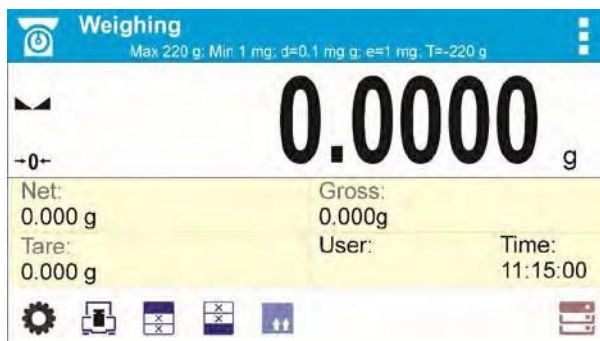 Weighing
Max 220 g; Min 1 mg; d=0.1 mg g; e=1 mg; T=-220 g
0.0000 g
→0←
Net:
0.000 g
Gross:
0.000g
Tare:
0.000 g
User:
Time:
11:15:00